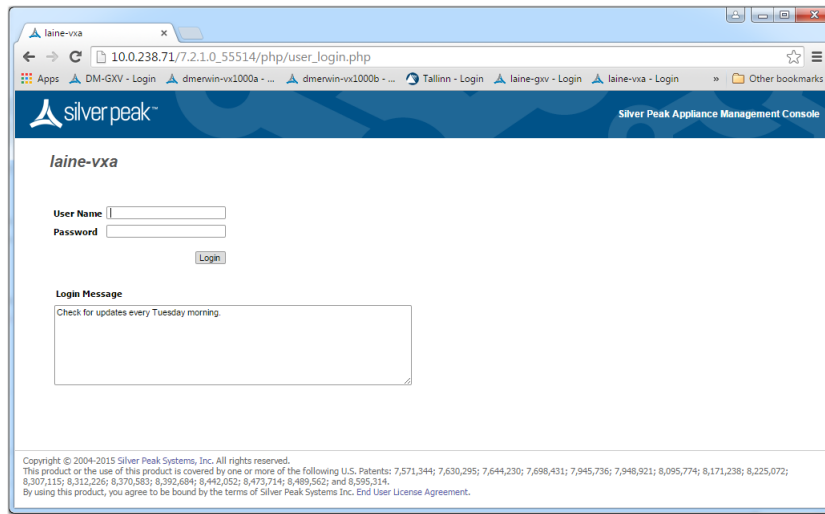 laine-vxa
10.0.238.71/7.2.1.0_55514/php/user_login.php
Apps DM-GXV - Login dmerwin-vx1000a - ... dmerwin-vx1000b - ... Tallinn - Login laine-gxv - Login laine-vxa - Login » Other bookmarks
silver peak™ Silver Peak Appliance Management Console
laine-vxa
User Name
Password
Login
Login Message
Check for updates every Tuesday morning.
Copyright © 2004-2015 Silver Peak Systems, Inc. All rights reserved.
This product or the use of this product is covered by one or more of the following U.S. Patents: 7,571,344; 7,630,295; 7,644,230; 7,698,431; 7,945,736; 7,948,921; 8,095,774; 8,171,238; 8,225,072;
8,307,115; 8,312,226; 8,370,583; 8,392,684; 8,442,052; 8,473,714; 8,489,562; and 8,595,314.
By using this product, you agree to be bound by the terms of Silver Peak Systems Inc. End User License Agreement.